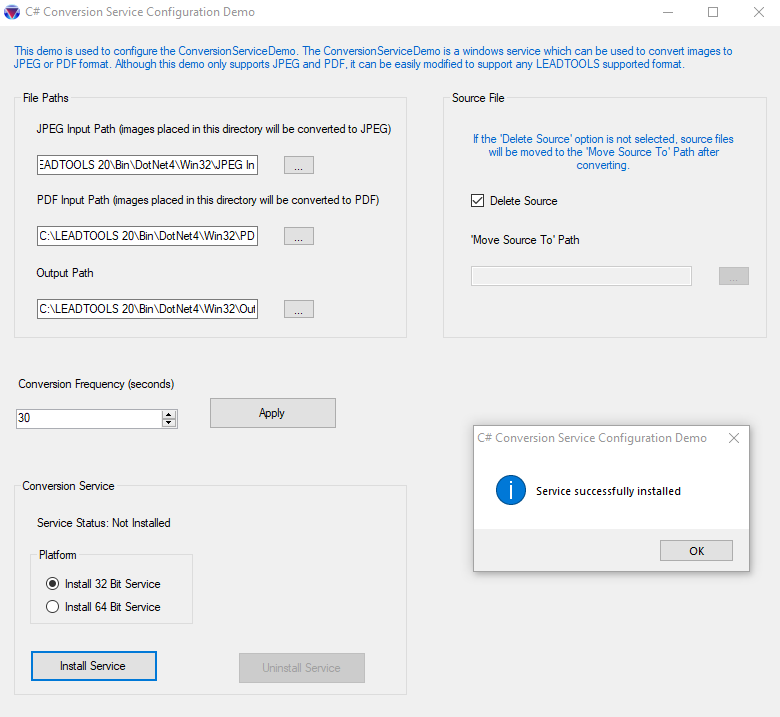 C# Conversion Service Configuration Demo
This demo is used to configure the ConversionServiceDemo. The ConversionServiceDemo is a windows service which can be used to convert images to
JPEG or PDF format. Although this demo only supports JPEG and PDF, it can be easily modified to support any LEADTOOLS supported format.
File Paths
JPEG Input Path (images placed in this directory will be converted to JPEG)
EADTOOLS 20\Bin\DotNet4\Win32\JPEG In
...
PDF Input Path (images placed in this directory will be converted to PDF)
C:\LEADTOOLS 20\Bin\DotNet4\Win32\PD
...
Output Path
C:\LEADTOOLS 20\Bin\DotNet4\Win32\Out
...
Source File
If the 'Delete Source' option is not selected, source files
will be moved to the 'Move Source To' Path after
converting.
Delete Source
'Move Source To' Path
...
Conversion Frequency (seconds)
30
Apply
Conversion Service
Service Status: Not Installed
Platform
Install 32 Bit Service
Install 64 Bit Service
Install Service
Uninstall Service
C# Conversion Service Configuration Demo
Service successfully installed
OK